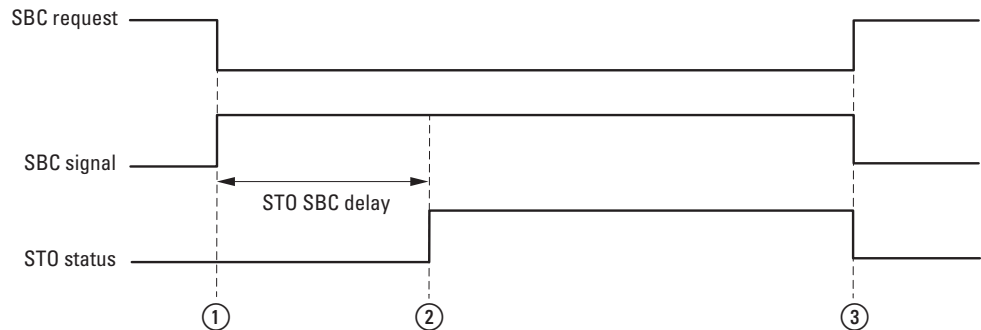 SBC request
SBC signal
STO SBC delay
STO status
1 2 3